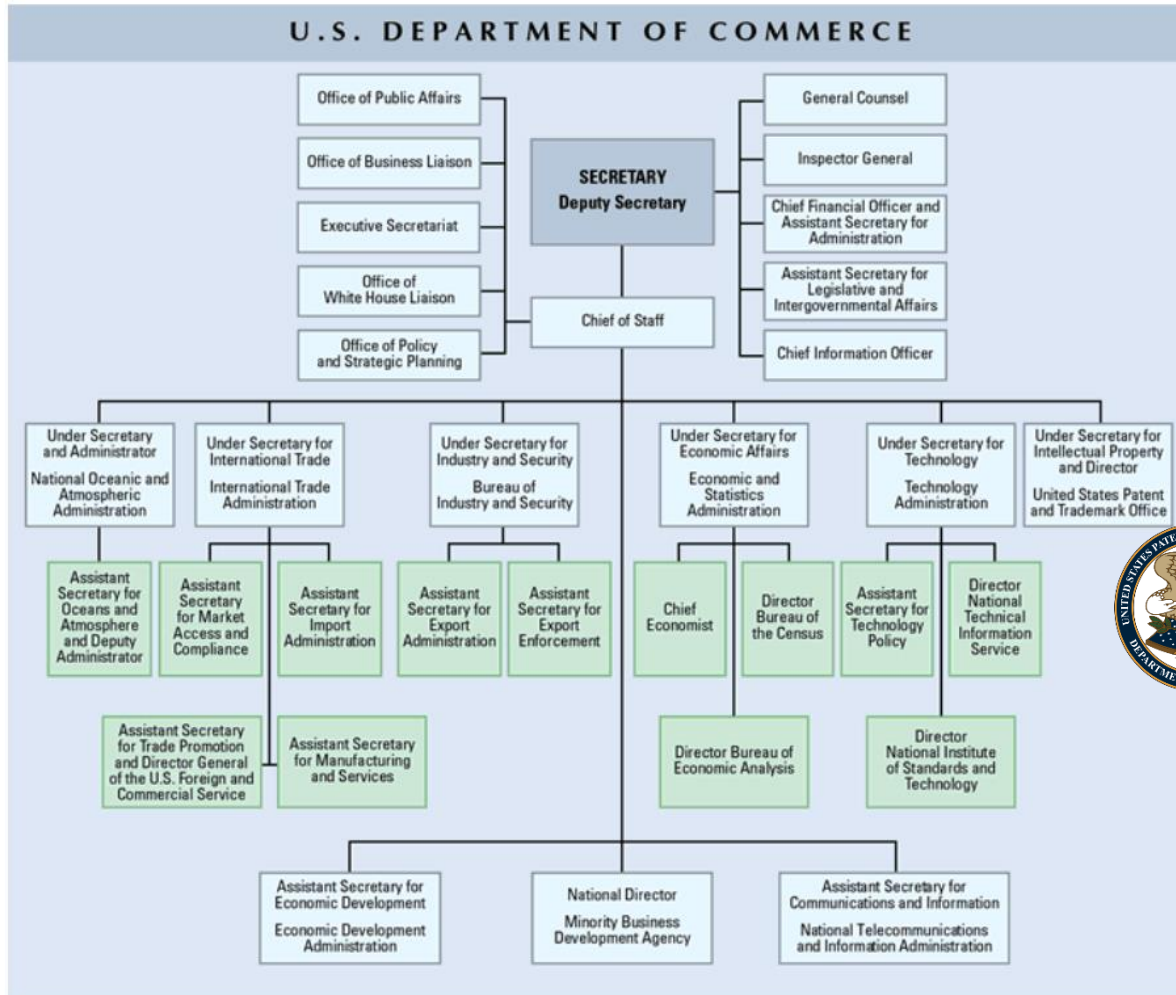 U.S. DEPARTMENT OF COMMERCE
Office of Public Affairs
Office of Business Liaison
Executive Secretariat
Office of
White House Liaison
Office of Policy
and Strategic Planning
SECRETARY
Deputy Secretary
Chief of Staff
General Counsel
Inspector General
Chief Financial Officer and
Assistant Secretary for
Administration
Assistant Secretary for
Legislative and
Intergovernmental Affairs
Chief Information Officer
Under Secretary
and Administrator
National Oceanic and
Atmospheric
Administration
Under Secretary for
International Trade
International Trade
Administration
Under Secretary for
Industry and Security
Bureau of
Industry and Security
Under Secretary for
Economic Affairs
Economic and
Statistics
Administration
Under Secretary for
Technology
Technology
Administration
Under Secretary for
Intellectual Property
and Director
United States Patent
and Trademark Office
Assistant
Secretary for
Oceans and
Atmosphere
and Deputy
Administrator
Assistant
Secretary
for Market
Access and
Compliance
Assistant
Secretary for
Import
Administration
Assistant
Secretary for
Export
Administration
Assistant
Secretary for
Export
Enforcement
Chief
Economist
Director
Bureau of
the Census
Assistant
Secretary for
Technology
Policy
Director
National
Technical
Information
Service
UNITED STATES
Assistant Secretary
for Trade Promotion
and Director General
of the U.S. Foreign and
Commercial Service
Assistant Secretary
for Manufacturing
and Services
Director Bureau of
Economic Analysis
Director
National Institute
of Standards and
Technology
Assistant Secretary for
Economic Development
Economic Development
Administration
National Director
Minority Business
Development Agency
Assistant Secretary for
Communications and Information
National Telecommunications
and Information Administration